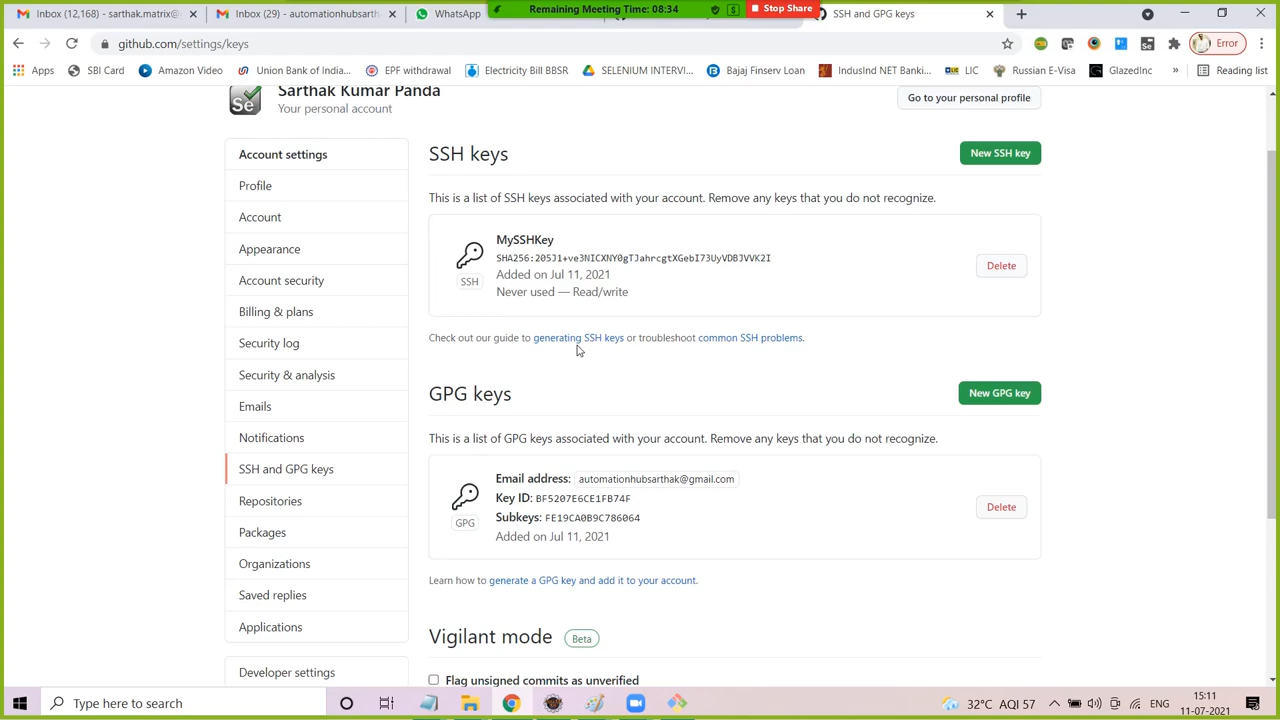 Inbox (12,168) - sarthak.matrix@
Inbox (29) - automationhubsarth
WhatsApp
Remaining Meeting Time: 08:34
Stop Share
SSH and GPG keys
github.com/settings/keys
Error
Apps
SBI Card
Amazon Video
Union Bank of India...
EPF withdrawal
Electricity Bill BBSR
SELENIUM INTERVI...
Bajaj Finserv Loan
IndusInd NET Banki...
LIC
Russian E-Visa
GlazedInc
»
Reading list
Sarthak Kumar Panda
Your personal account
Go to your personal profile
Account settings
Profile
Account
Appearance
Account security
Billing & plans
Security log
Security & analysis
Emails
Notifications
SSH and GPG keys
Repositories
Packages
Organizations
Saved replies
Applications
Developer settings
SSH keys
New SSH key
This is a list of SSH keys associated with your account. Remove any keys that you do not recognize.
MySSHKey
SHA256:205J1+ve3NICXNY0gTJahrcgtXGebI73UyVDBJVVK2I
Added on Jul 11, 2021
Never used — Read/write
SSH
Delete
Check out our guide to generating SSH keys or troubleshoot common SSH problems.
GPG keys
New GPG key
This is a list of GPG keys associated with your account. Remove any keys that you do not recognize.
Email address: automationhubsarthak@gmail.com
Key ID: BF5207E6CE1FB74F
Subkeys: FE19CA0B9C786064
Added on Jul 11, 2021
GPG
Delete
Learn how to generate a GPG key and add it to your account.
Vigilant mode
Beta
Flag unsigned commits as unverified
Type here to search
32°C AQI 57
ENG
15:11
11-07-2021